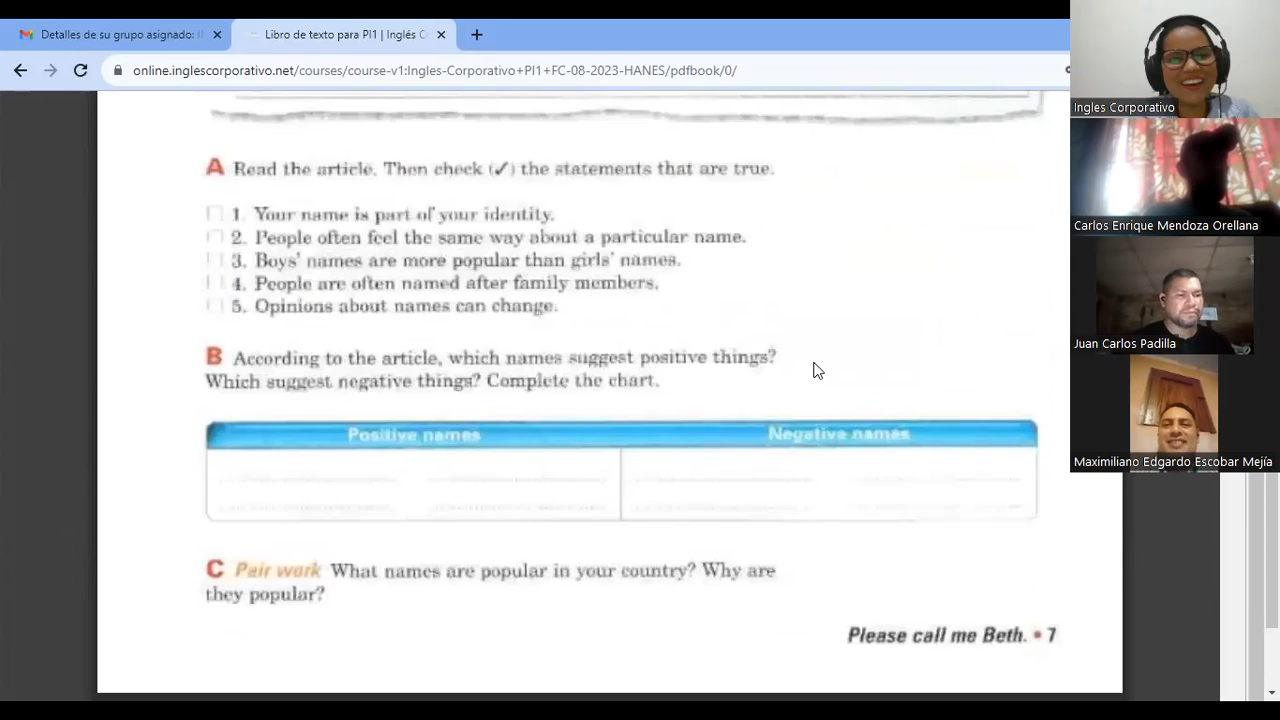 Detalles de su grupo asignado: I
Libro de texto para PI1 | Inglés C
online.inglescorporativo.net/courses/course-v1:Ingles-Corporativo+PI1+FC-08-2023-HANES/pdfbook/0/
Ingles Corporativo
Carlos Enrique Mendoza Orellana
Juan Carlos Padilla
Maximiliano Edgardo Escobar Mejía
A Read the article. Then check (✓) the statements that are true.
1. Your name is part of your identity.
2. People often feel the same way about a particular name.
3. Boys' names are more popular than girls' names.
4. People are often named after family members.
5. Opinions about names can change.
B According to the article, which names suggest positive things?
Which suggest negative things? Complete the chart.
Positive names
Negative names
C Pair work What names are popular in your country? Why are
they popular?
Please call me Beth. • 7